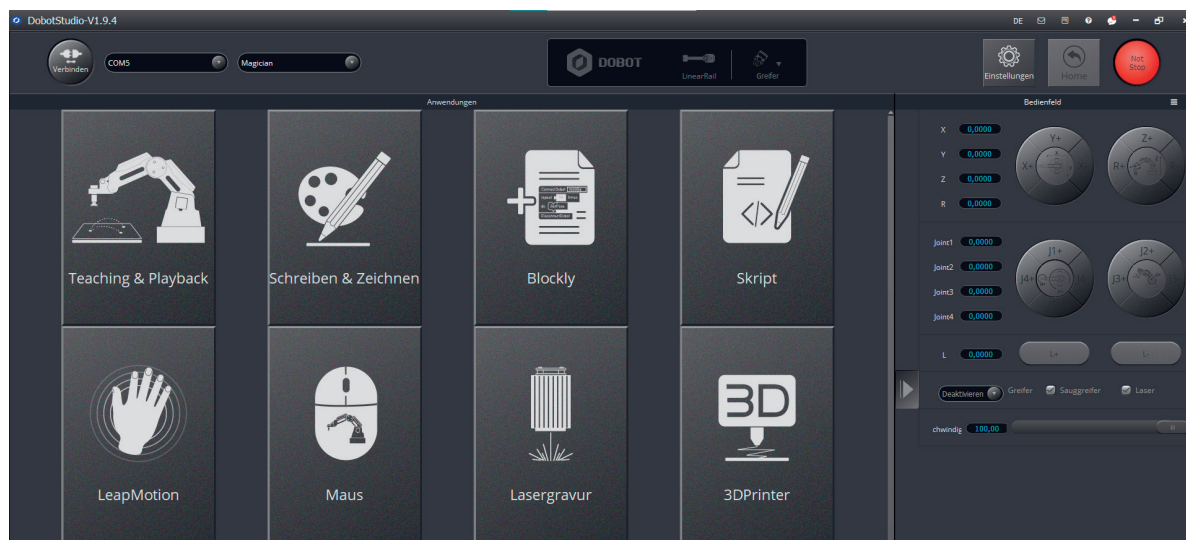 DobotStudio-V1.9.4
DE
Verbinden
COM5
Magician
DOBOT
LinearRail
Greifer
Einstellungen
Home
Not
Stop
Anwendungen
Bedienfeld
Teaching & Playback
Schreiben & Zeichnen
Blockly
Skript
LeapMotion
Maus
3D
Lasergravur
3DPrinter
X 0,0000
Y 0,0000
Z 0,0000
R 0,0000
Y+
X+
Z+
R+
Joint1 0,0000
Joint2 0,0000
Joint3 0,0000
Joint4 0,0000
J1+
J4+
J2+
J3+
L 0,0000
L+
L-
Deaktivieren
Greifer
Sauggreifer
Laser
chwindig 100,00